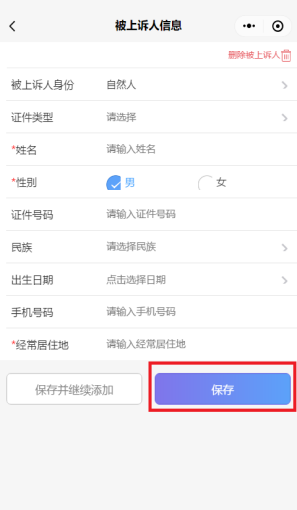 被上诉人信息
删除被上诉人
被上诉人身份 自然人
证件类型 请选择
*姓名 请输入姓名
*性别 男 女
证件号码 请输入证件号码
民族 请选择民族
出生日期 点击选择日期
手机号码 请输入手机号码
*经常居住地 请输入经常居住地
保存并继续添加 保存